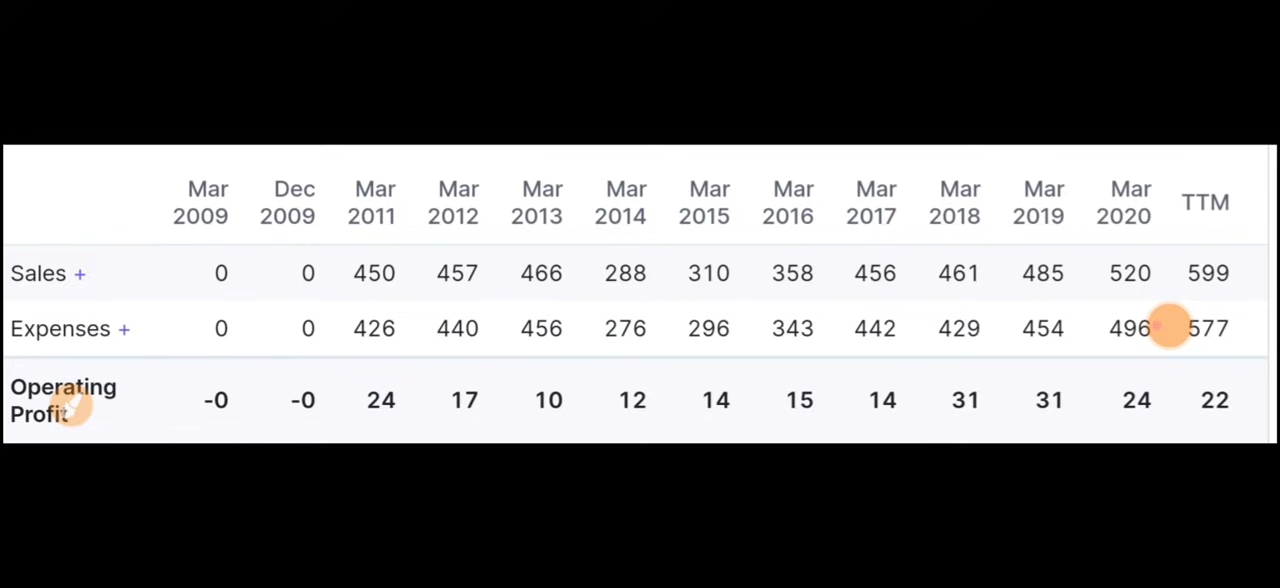 Mar 2009 Dec 2009 Mar 2011 Mar 2012 Mar 2013 Mar 2014 Mar 2015 Mar 2016 Mar 2017 Mar 2018 Mar 2019 Mar 2020 TTM
Sales + 0 0 450 457 466 288 310 358 456 461 485 520 599
Expenses + 0 0 426 440 456 276 296 343 442 429 454 496 577
Operating Profit -0 -0 24 17 10 12 14 15 14 31 31 24 22